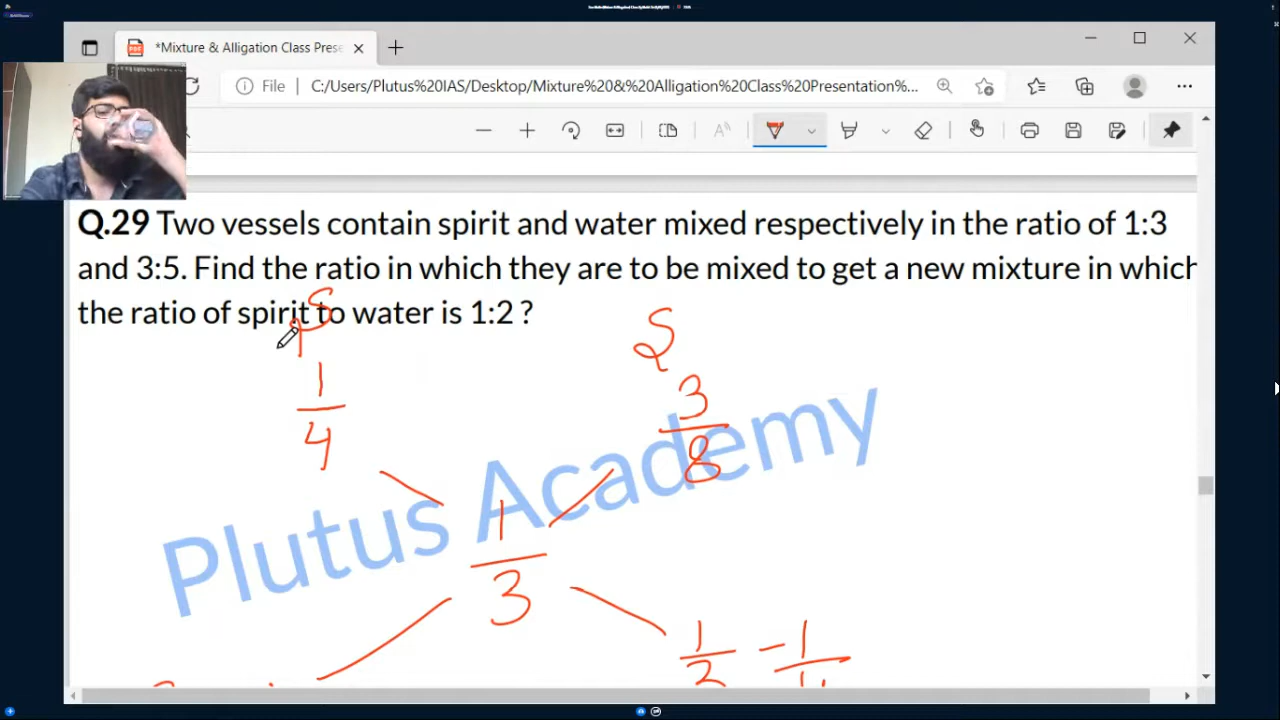 *Mixture & Alligation Class Prese
File C:/Users/Plutus%20IAS/Desktop/Mixture%20&%20Alligation%20Class%20Presentation%...
Q.29 Two vessels contain spirit and water mixed respectively in the ratio of 1:3
and 3:5. Find the ratio in which they are to be mixed to get a new mixture in which
the ratio of spirit to water is 1:2 ?
S
S
1/4
3/8
Plutus Academy
1/3
1/3 - 1/4